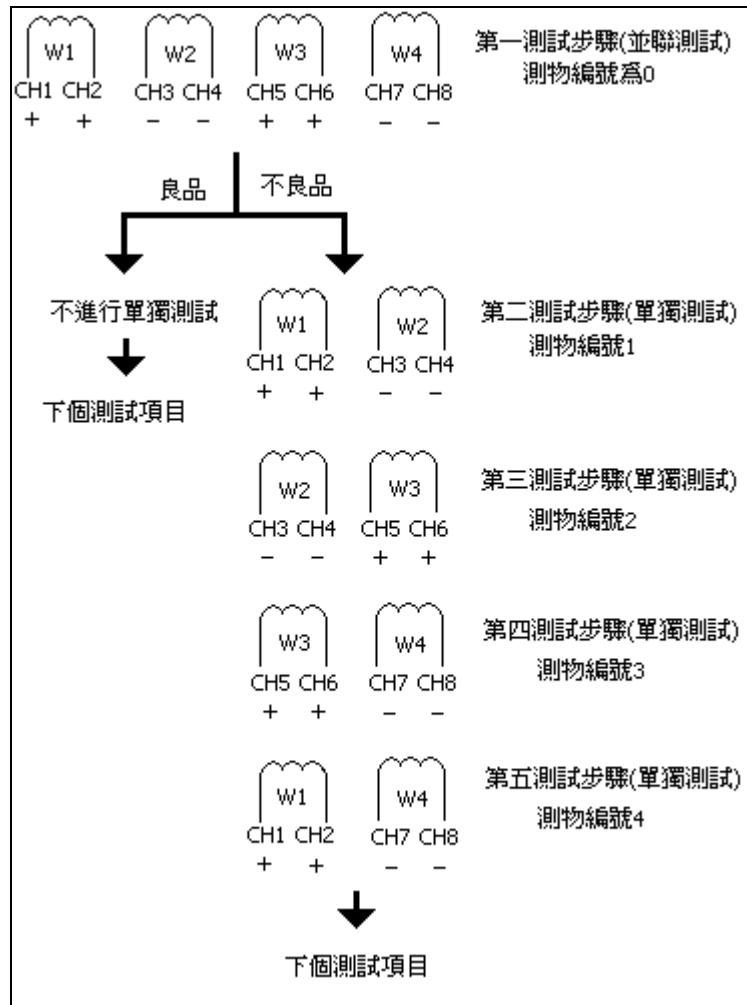 W1 W2 W3 W4
第一測試步驟(並聯測試)
測物編號爲0
CH1 CH2 CH3 CH4 CH5 CH6 CH7 CH8
+ + − − + + − −
良品 不良品
不進行單獨測試
下個測試項目
W1 W2
第二測試步驟(單獨測試)
測物編號1
CH1 CH2 CH3 CH4
+ + − −
W2 W3
第三測試步驟(單獨測試)
測物編號2
CH3 CH4 CH5 CH6
− − + +
W3 W4
第四測試步驟(單獨測試)
測物編號3
CH5 CH6 CH7 CH8
+ + − −
W1 W4
第五測試步驟(單獨測試)
測物編號4
CH1 CH2 CH7 CH8
+ + − −
下個測試項目